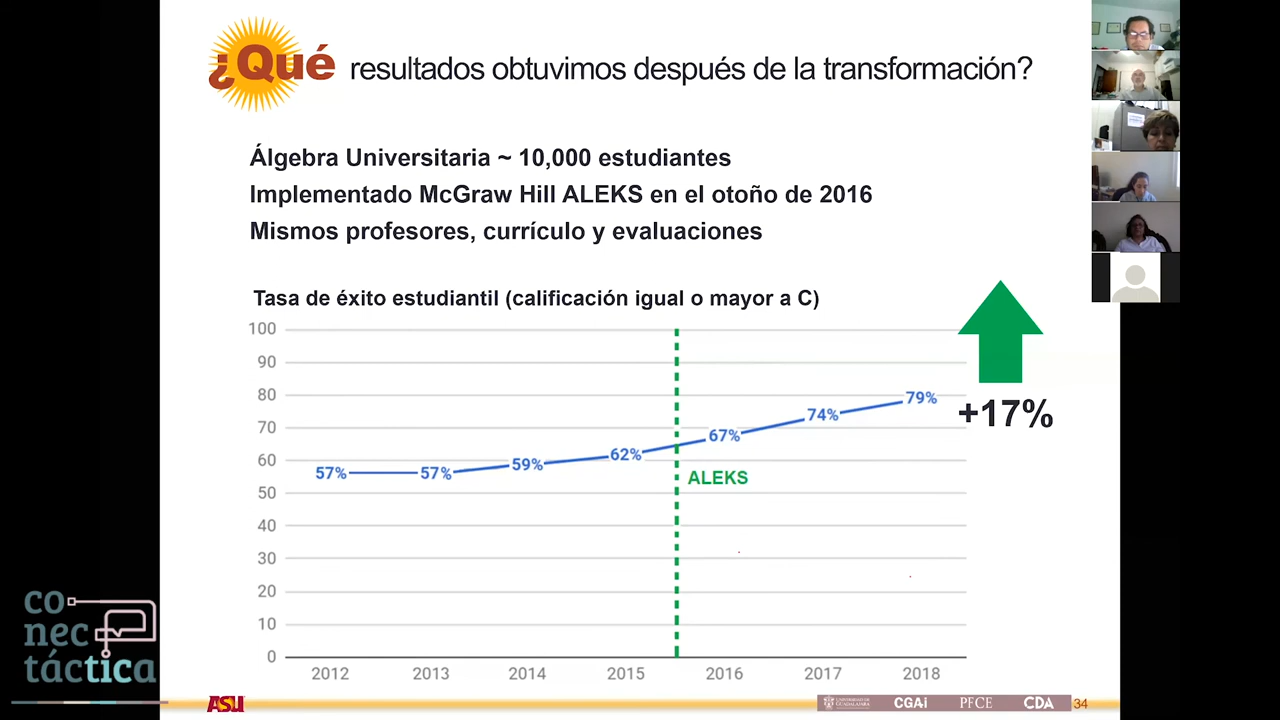 ¿Qué resultados obtuvimos después de la transformación?
Álgebra Universitaria ~ 10,000 estudiantes
Implementado McGraw Hill ALEKS en el otoño de 2016
Mismos profesores, currículo y evaluaciones
Tasa de éxito estudiantil (calificación igual o mayor a C)
100
90
80
70
60
50
40
30
20
10
0
57%
57%
59%
62%
67%
74%
79%
+17%
ALEKS
2012
2013
2014
2015
2016
2017
2018
co
nec
táctica
ASU
UNIVERSIDAD DE
GUADALAJARA
CGAI
PFCE
CDA
34